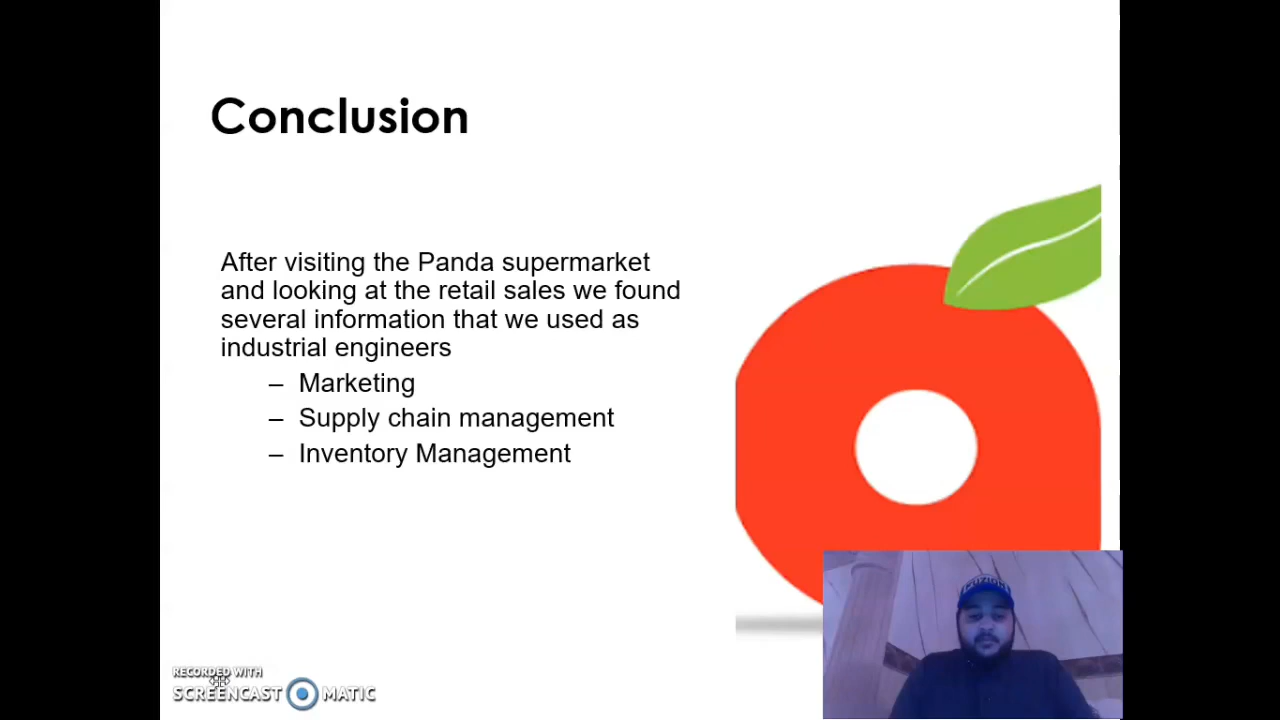 Conclusion
After visiting the Panda supermarket
and looking at the retail sales we found
several information that we used as
industrial engineers
– Marketing
– Supply chain management
– Inventory Management
RECORDED WITH
SCREENCAST MATIC